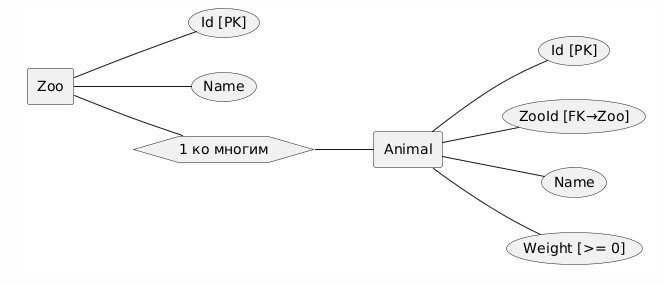 Id [PK]
Zoo
Name
1 ко многим
Animal
Id [PK]
ZooId [FK→Zoo]
Name
Weight [>= 0]